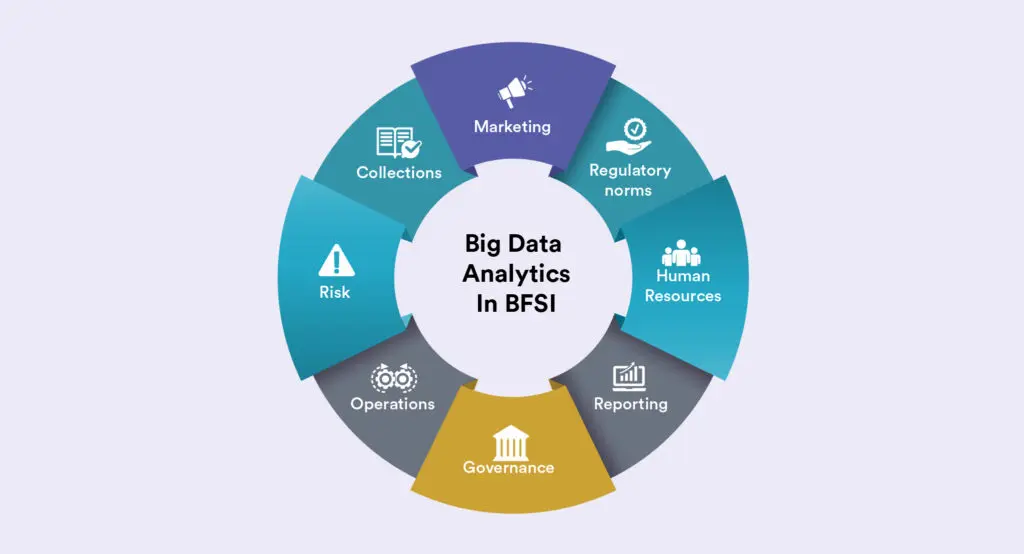 Marketing
Regulatory
norms
Human
Resources
Reporting
Governance
Operations
Risk
Collections
Big Data
Analytics
In BFSI